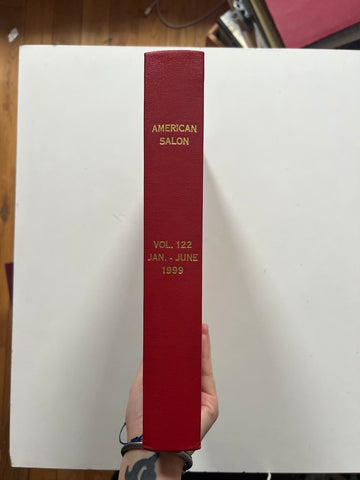 AMERICAN
SALON
VOL. 122
JAN. - JUNE
1999